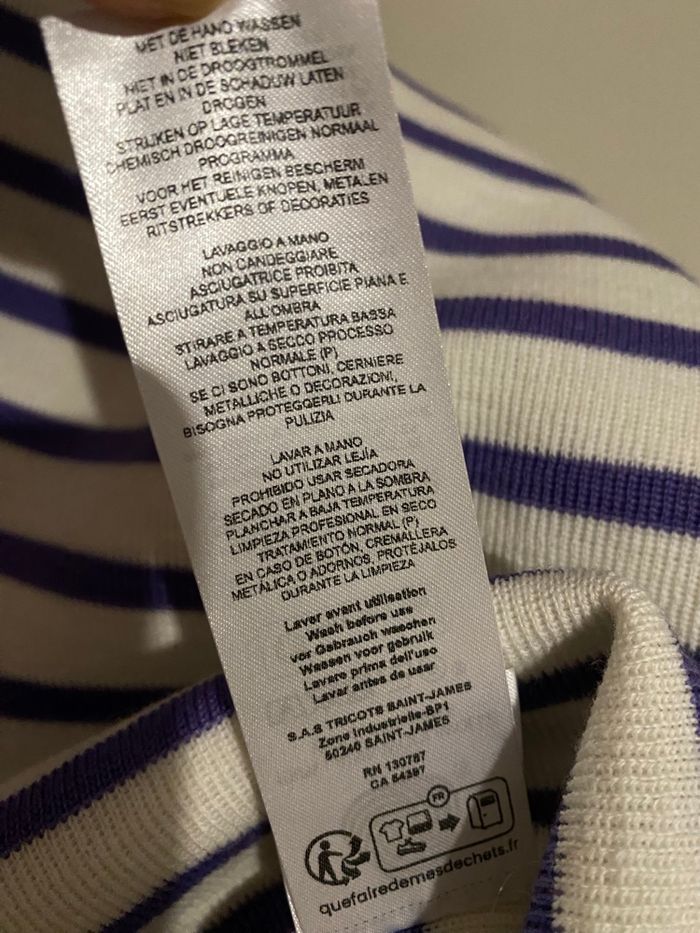 MET DE HAND WASSEN
NIET BLEKEN
NIET IN DE DROOGTROMMEL
PLAT EN IN DE SCHADUW LATEN
DROGEN
STRIJKEN OP LAGE TEMPERATUUR
CHEMISCH DROOGREINIGEN NORMAAL
PROGRAMMA
VOOR HET REINIGEN BESCHERM
EERST EVENTUELE KNOPEN, METALEN
RITSTREKKERS OF DECORATIES
LAVAGGIO A MANO
NON CANDEGGIARE
ASCIUGATRICE PROIBITA
ASCIUGATURA SU SUPERFICIE PIANA E
ALL'OMBRA
STIRARE A TEMPERATURA BASSA
LAVAGGIO A SECCO PROCESSO
NORMALE (P)
SE CI SONO BOTTONI, CERNIERE
METALLICHE O DECORAZIONI,
BISOGNA PROTEGGERLI DURANTE LA
PULIZIA
LAVAR A MANO
NO UTILIZAR LEJÍA
PROHIBIDO USAR SECADORA
SECADO EN PLANO A LA SOMBRA
PLANCHAR A BAJA TEMPERATURA
LIMPIEZA PROFESIONAL EN SECO
TRATAMIENTO NORMAL (P)
EN CASO DE BOTÓN, CREMALLERA
METÁLICA O ADORNOS, PROTÉJALOS
DURANTE LA LIMPIEZA
Laver avant utilisation
Wash before use
vor Gebrauch waschen
Wassen voor gebruik
Lavare prima dell'uso
Lavar antes de usar
S.A.S TRICOTS SAINT-JAMES
Zone Industrielle-BP1
50240 SAINT-JAMES
RN 130787
CA 54397
FR
quefairedemesdechets.fr